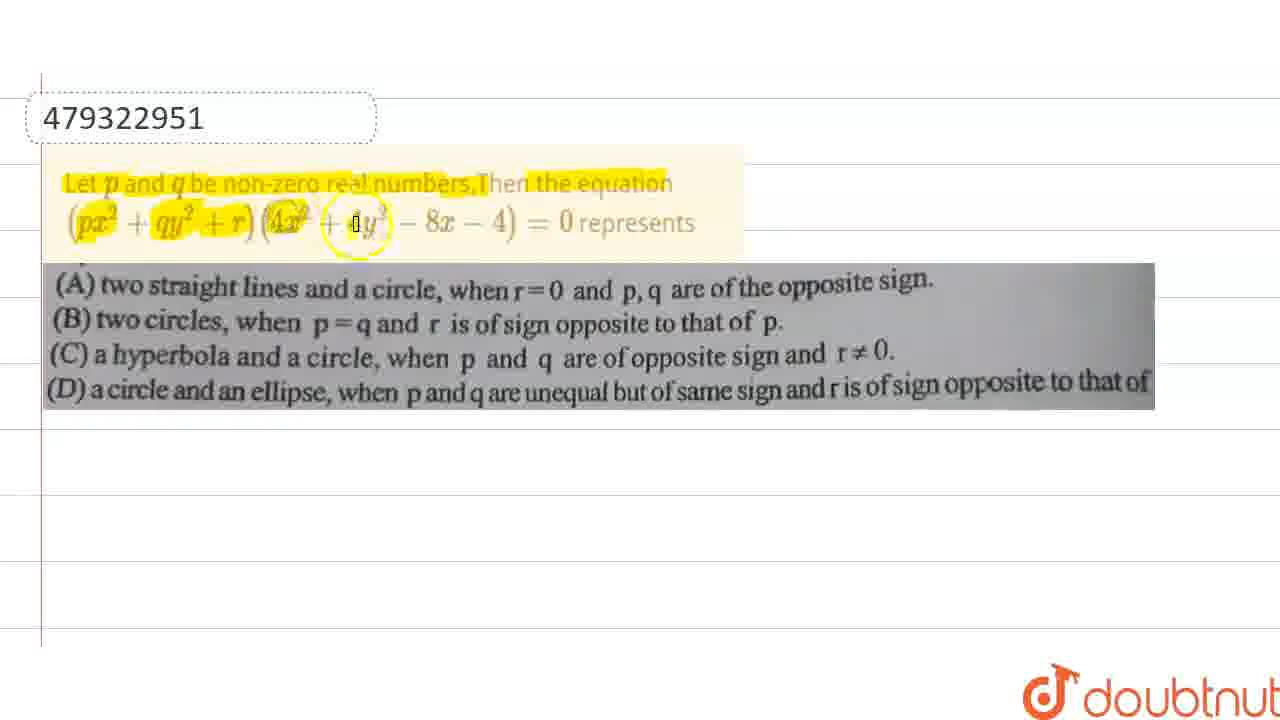 479322951
Let p and q be non-zero real numbers,Then the equation
(px² + qy² + r)(4x² + 4y² − 8x − 4) = 0 represents
(A) two straight lines and a circle, when r = 0 and p, q are of the opposite sign.
(B) two circles, when p = q and r is of sign opposite to that of p.
(C) a hyperbola and a circle, when p and q are of opposite sign and r ≠ 0.
(D) a circle and an ellipse, when p and q are unequal but of same sign and r is of sign opposite to that of
doubtnut